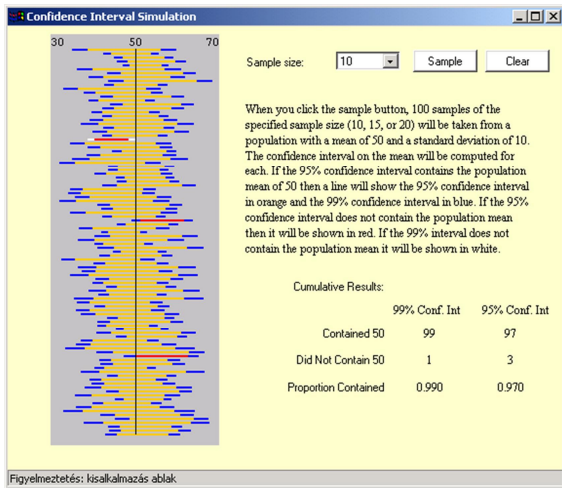 Confidence Interval Simulation
30 50 70
Sample size: 10 Sample Clear
When you click the sample button, 100 samples of the
specified sample size (10, 15, or 20) will be taken from a
population with a mean of 50 and a standard deviation of 10.
The confidence interval on the mean will be computed for
each. If the 95% confidence interval contains the population
mean of 50 then a line will show the 95% confidence interval
in orange and the 99% confidence interval in blue. If the 95%
confidence interval does not contain the population mean
then it will be shown in red. If the 99% interval does not
contain the population mean it will be shown in white.
Cumulative Results:
99% Conf. Int 95% Conf. Int
Contained 50 99 97
Did Not Contain 50 1 3
Proportion Contained 0.990 0.970
Figyelmeztetés: kisalkalmazás ablak